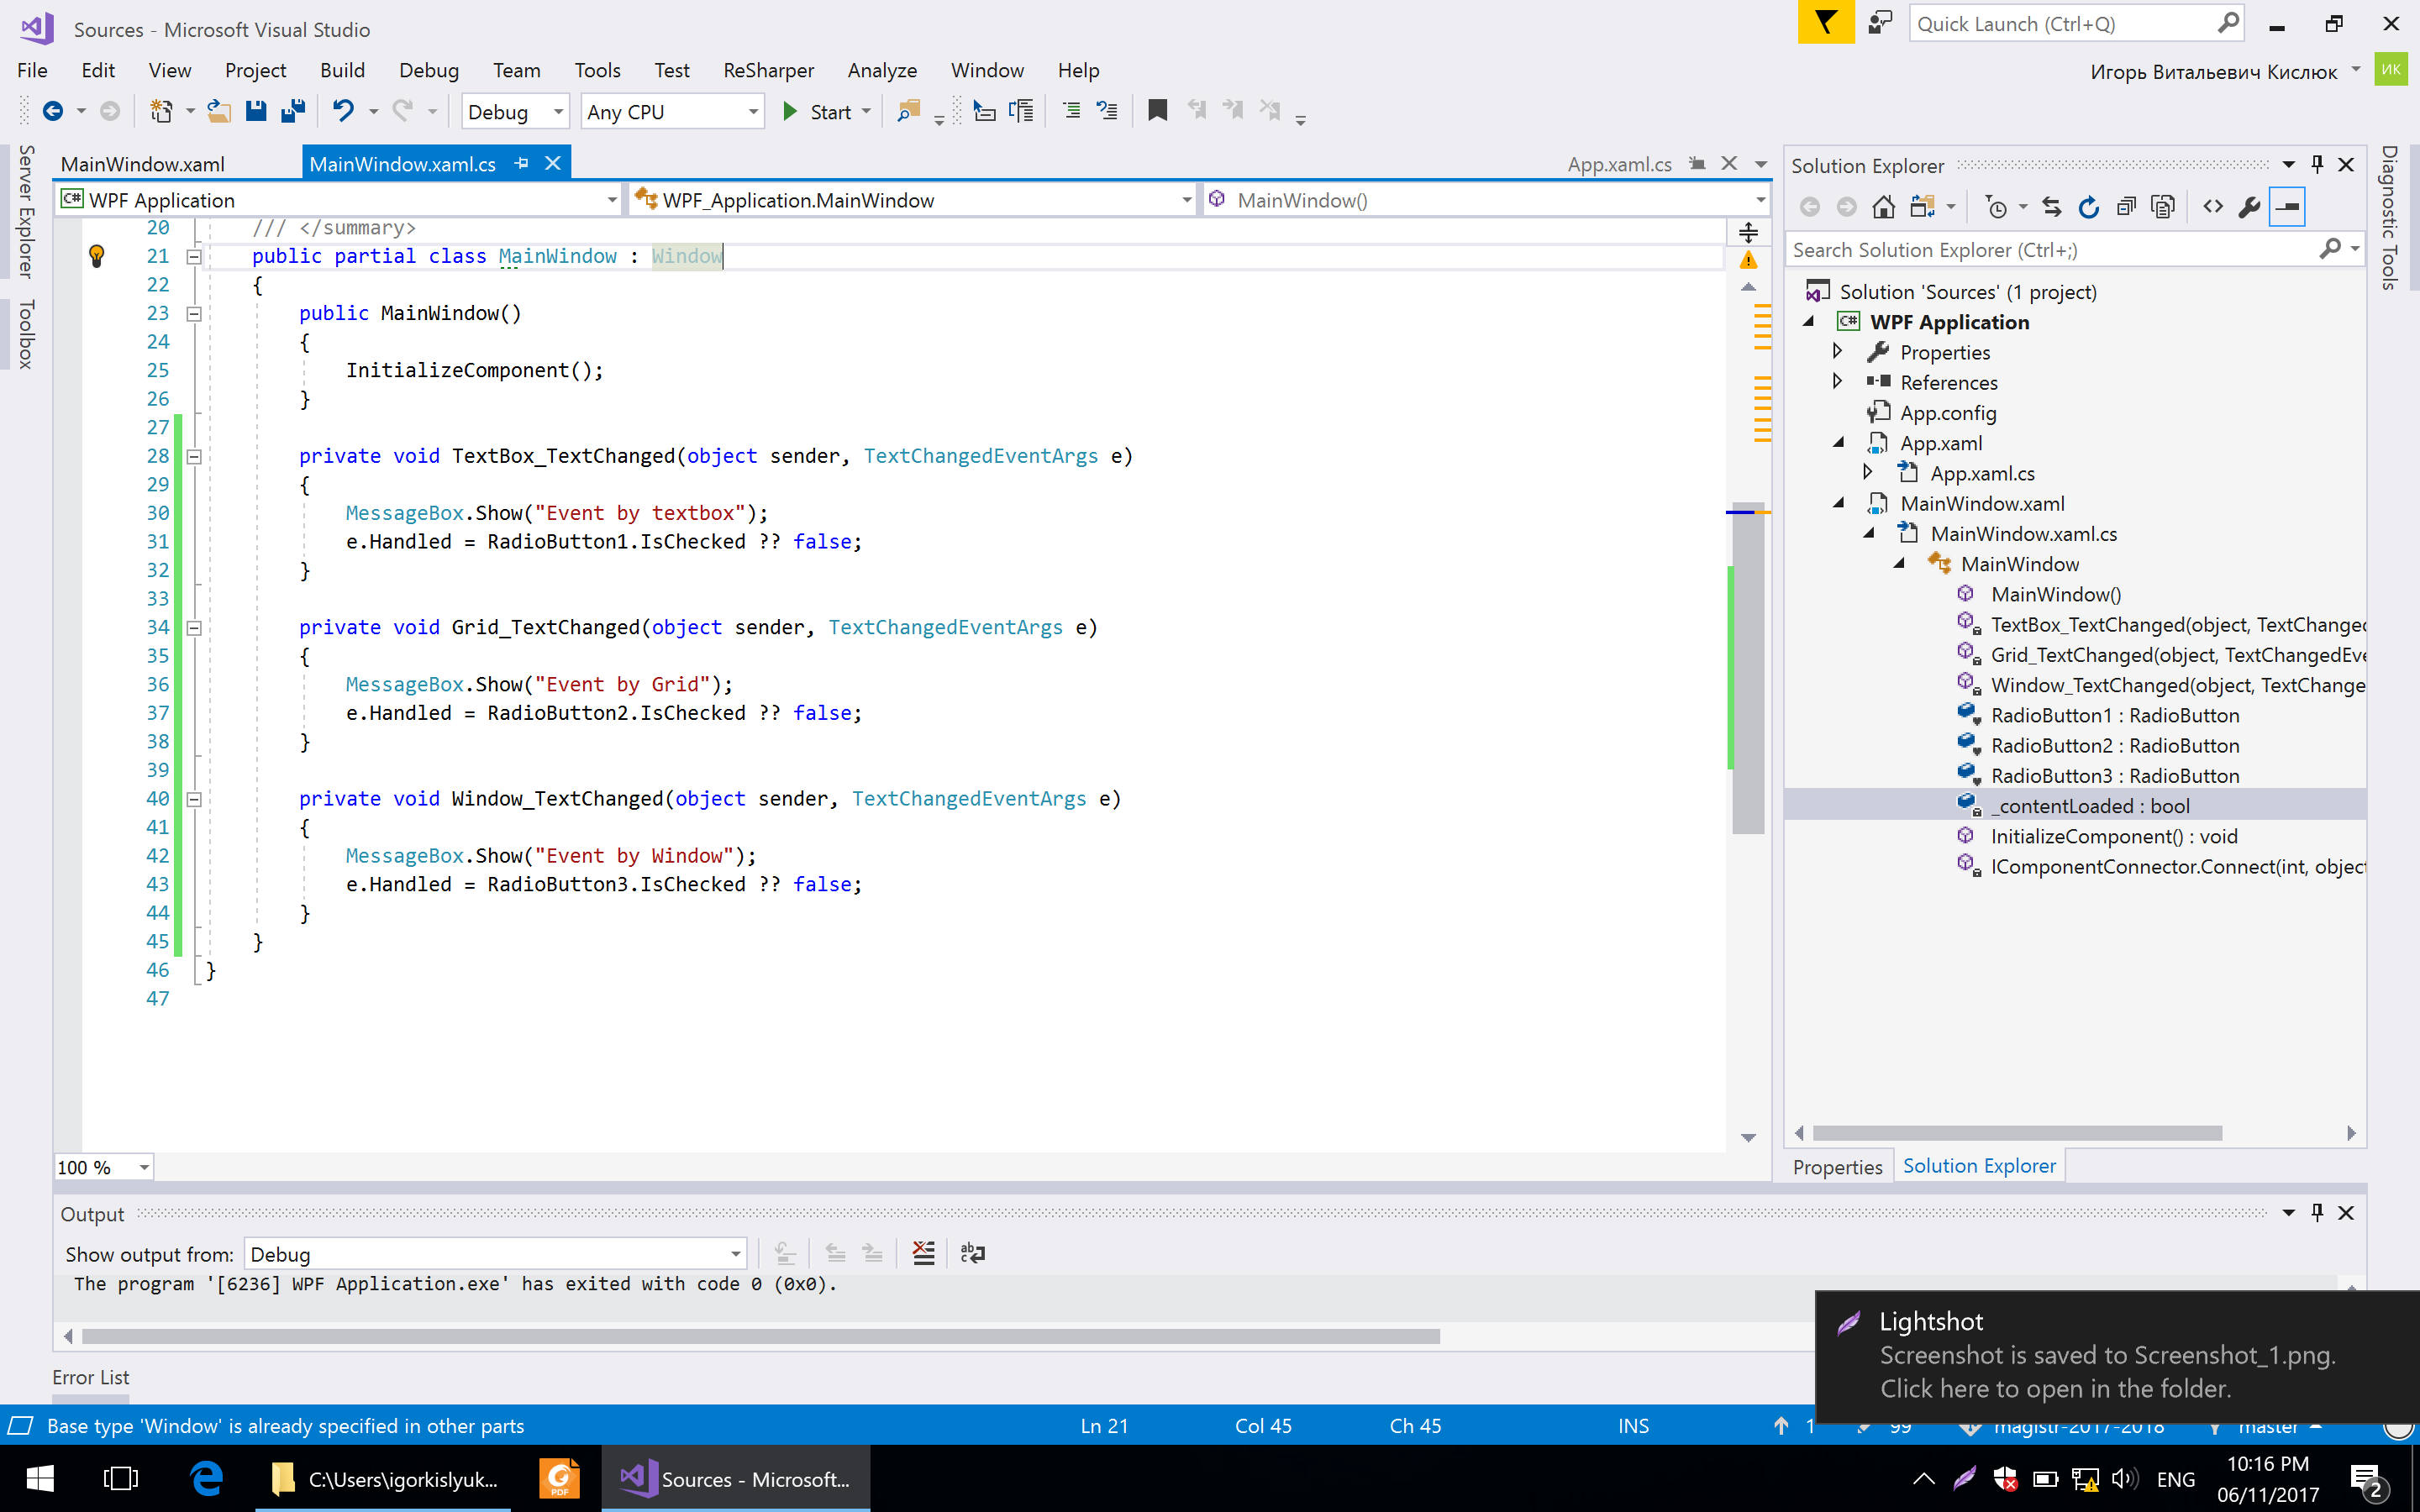 Sources - Microsoft Visual Studio
Quick Launch (Ctrl+Q)
File Edit View Project Build Debug Team Tools Test ReSharper Analyze Window Help
Игорь Витальевич Кислюк
ИК
Debug Any CPU Start
Server Explorer
Toolbox
MainWindow.xaml MainWindow.xaml.cs App.xaml.cs
WPF Application WPF_Application.MainWindow MainWindow()
20 /// </summary>
21 public partial class MainWindow : Window
22 {
23 public MainWindow()
24 {
25 InitializeComponent();
26 }
27
28 private void TextBox_TextChanged(object sender, TextChangedEventArgs e)
29 {
30 MessageBox.Show("Event by textbox");
31 e.Handled = RadioButton1.IsChecked ?? false;
32 }
33
34 private void Grid_TextChanged(object sender, TextChangedEventArgs e)
35 {
36 MessageBox.Show("Event by Grid");
37 e.Handled = RadioButton2.IsChecked ?? false;
38 }
39
40 private void Window_TextChanged(object sender, TextChangedEventArgs e)
41 {
42 MessageBox.Show("Event by Window");
43 e.Handled = RadioButton3.IsChecked ?? false;
44 }
45 }
46 }
47
100 %
Solution Explorer
Search Solution Explorer (Ctrl+;)
Solution 'Sources' (1 project)
C# WPF Application
Properties
References
App.config
App.xaml
App.xaml.cs
MainWindow.xaml
MainWindow.xaml.cs
MainWindow
MainWindow()
TextBox_TextChanged(object, TextChanged
Grid_TextChanged(object, TextChangedEve
Window_TextChanged(object, TextChange
RadioButton1 : RadioButton
RadioButton2 : RadioButton
RadioButton3 : RadioButton
_contentLoaded : bool
InitializeComponent() : void
IComponentConnector.Connect(int, object
Properties Solution Explorer
Diagnostic Tools
Output
Show output from: Debug
The program '[6236] WPF Application.exe' has exited with code 0 (0x0).
Error List
Lightshot
Screenshot is saved to Screenshot_1.png.
Click here to open in the folder.
Base type 'Window' is already specified in other parts Ln 21 Col 45 Ch 45 INS 1 99 magistr-2017-2018 master
C:\Users\igorkislyuk... PDF Sources - Microsoft... ENG 10:16 PM
06/11/2017
2